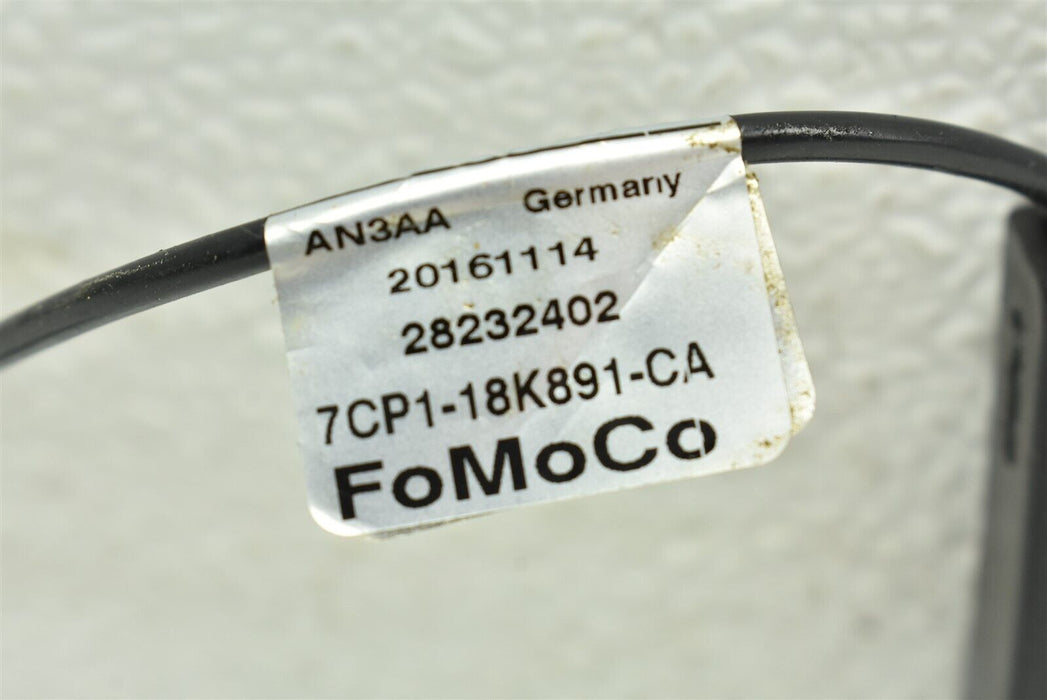 AN3AA Germany
20161114
28232402
7CP1-18K891-CA
FoMoCo